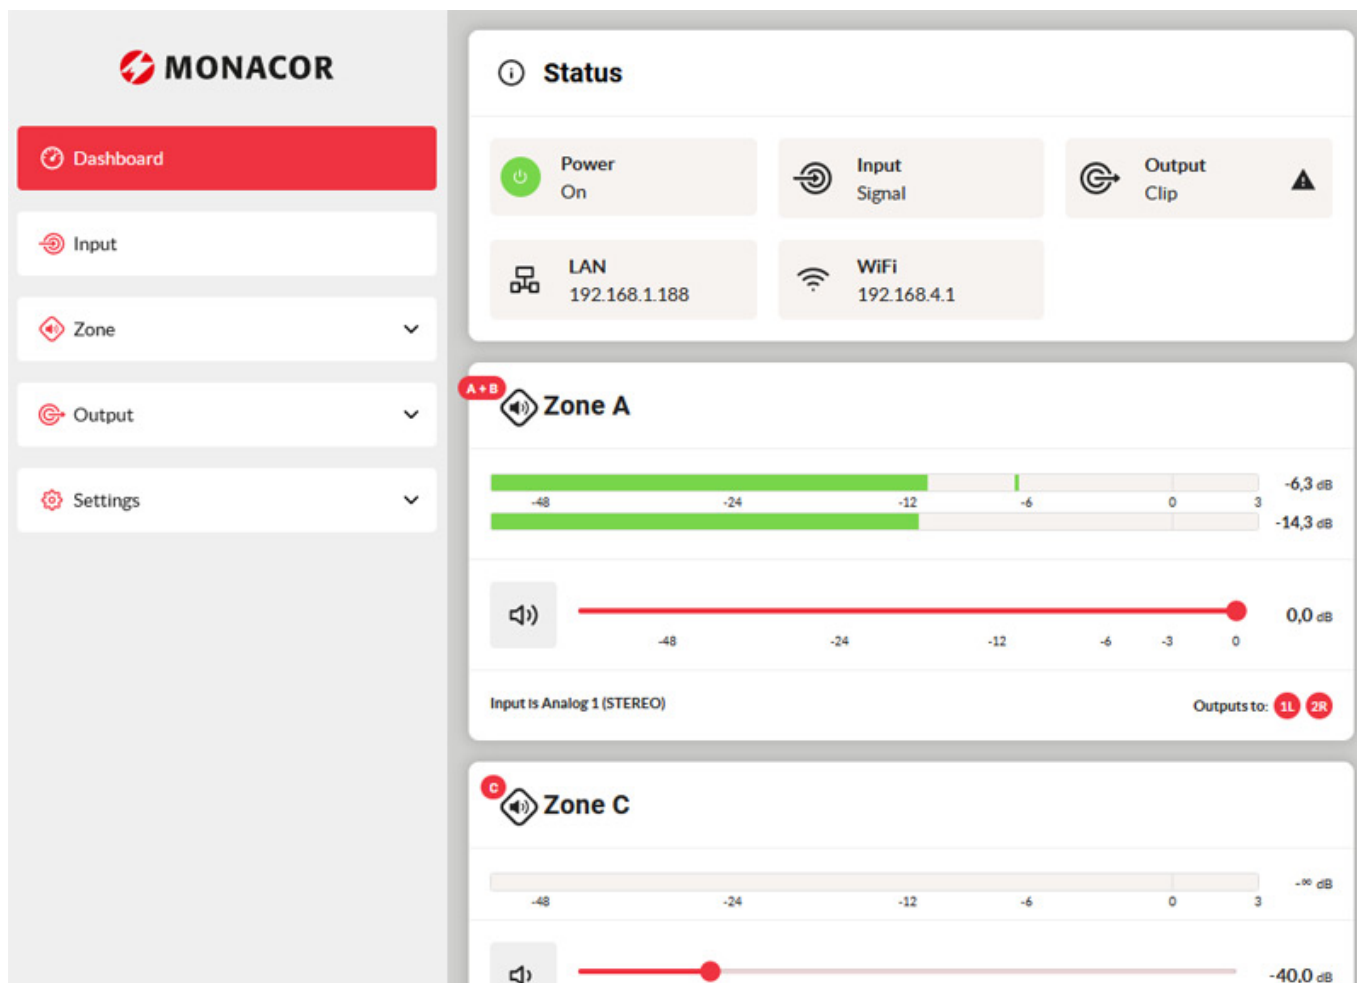 MONACOR
Dashboard
Input
Zone
Output
Settings
Status
Power
On
Input
Signal
Output
Clip
LAN
192.168.1.188
WiFi
192.168.4.1
A + B
Zone A
-6,3 dB
-48 -24 -12 -6 0 3
-14,3 dB
0,0 dB
-48 -24 -12 -6 -3 0
Input is Analog 1 (STEREO)
Outputs to: 1L 2R
C
Zone C
-∞ dB
-48 -24 -12 -6 0 3
-40,0 dB